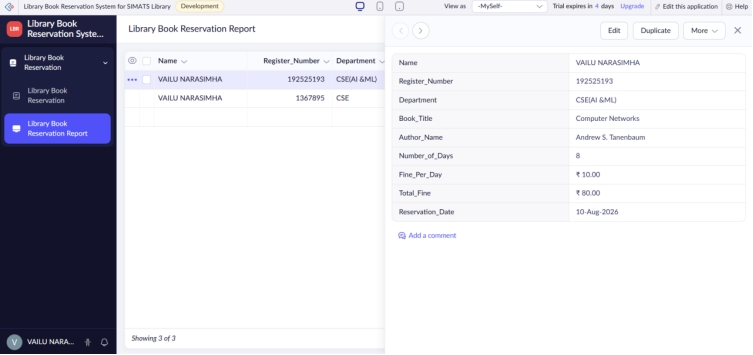 Library Book Reservation System for SIMATS Library Development View as -MySelf- Trial expires in 4 days Upgrade Edit this application Help
LBR Library Book
Reservation Syste...
Library Book
Reservation
Library Book
Reservation
Library Book
Reservation Report
VAILU NARA...
Library Book Reservation Report
Name Register_Number Department
VAILU NARASIMHA 192525193 CSE(AI &ML)
VAILU NARASIMHA 1367895 CSE
Showing 3 of 3
Edit Duplicate More
Name VAILU NARASIMHA
Register_Number 192525193
Department CSE(AI &ML)
Book_Title Computer Networks
Author_Name Andrew S. Tanenbaum
Number_of_Days 8
Fine_Per_Day ₹ 10.00
Total_Fine ₹ 80.00
Reservation_Date 10-Aug-2026
Add a comment
V